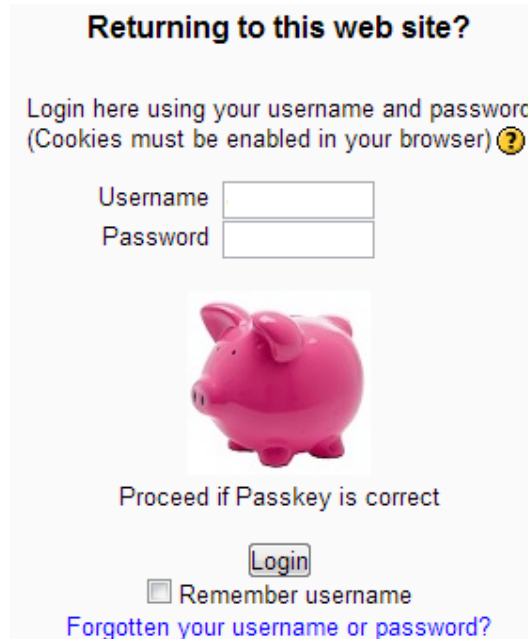 Returning to this web site?
Login here using your username and password
(Cookies must be enabled in your browser) ?
Username
Password
Proceed if Passkey is correct
Login
Remember username
Forgotten your username or password?